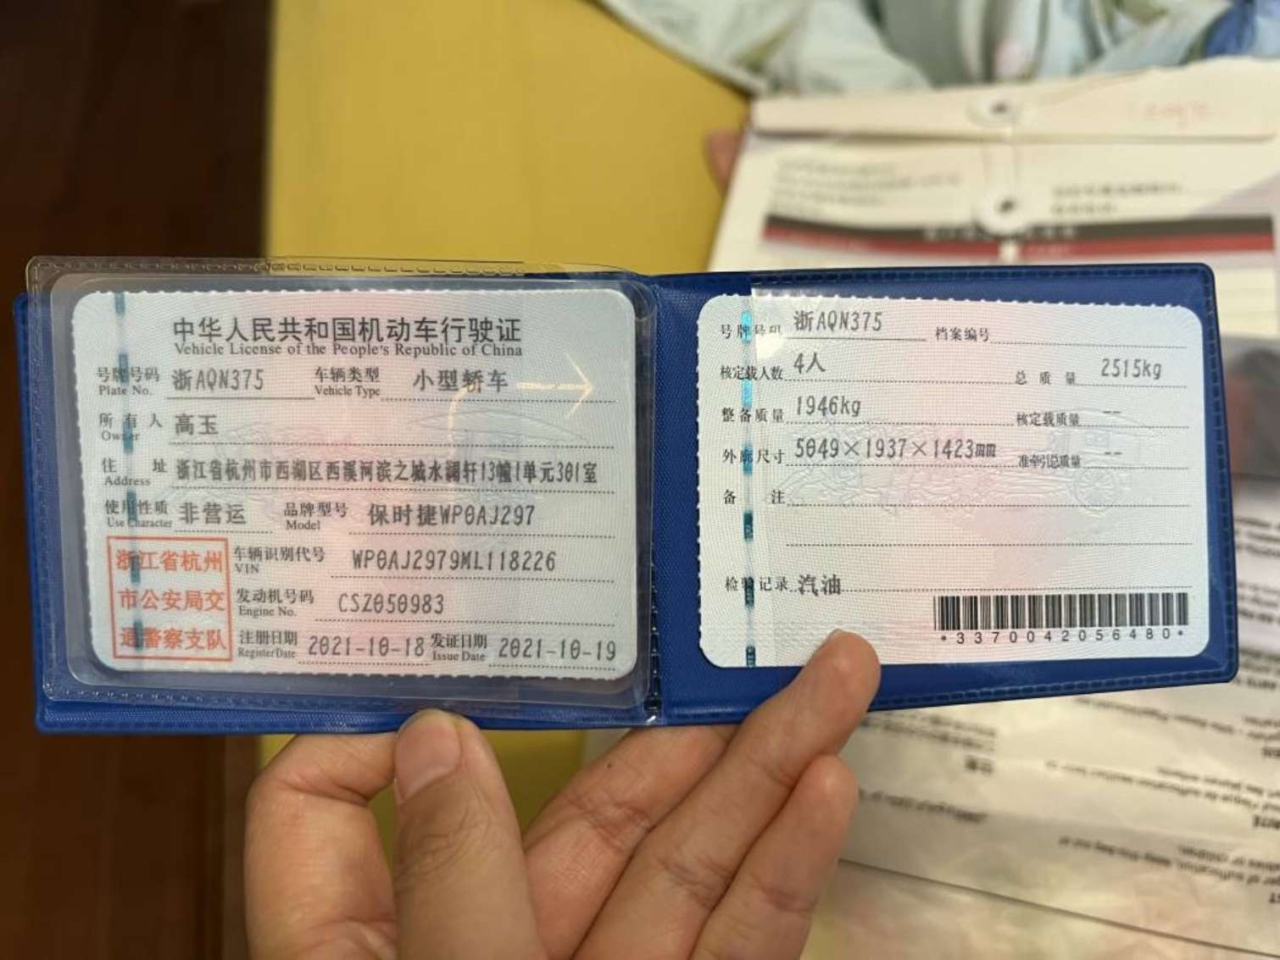 中华人民共和国机动车行驶证
Vehicle License of the People's Republic of China
号牌号码 浙AQN375 车辆类型 小型轿车
Plate No. Vehicle Type
所有人 高玉
Owner
住址 浙江省杭州市西湖区西溪河滨之城水澜轩13幢1单元301室
Address
使用性质 非营运 品牌型号 保时捷WP0AJ297
Use Character Model
浙江省杭州
市公安局交
通警察支队
车辆识别代号 WP0AJ2979ML118226
VIN
发动机号码 CSZ050983
Engine No.
注册日期 2021-10-18 发证日期 2021-10-19
Register Date Issue Date
号牌号码 浙AQN375 档案编号
核定载人数 4人 总质量 2515kg
整备质量 1946kg 核定载质量 --
外廓尺寸 5049×1937×1423mm 准牵引总质量 --
备注
检验记录 汽油
*3370042056480*